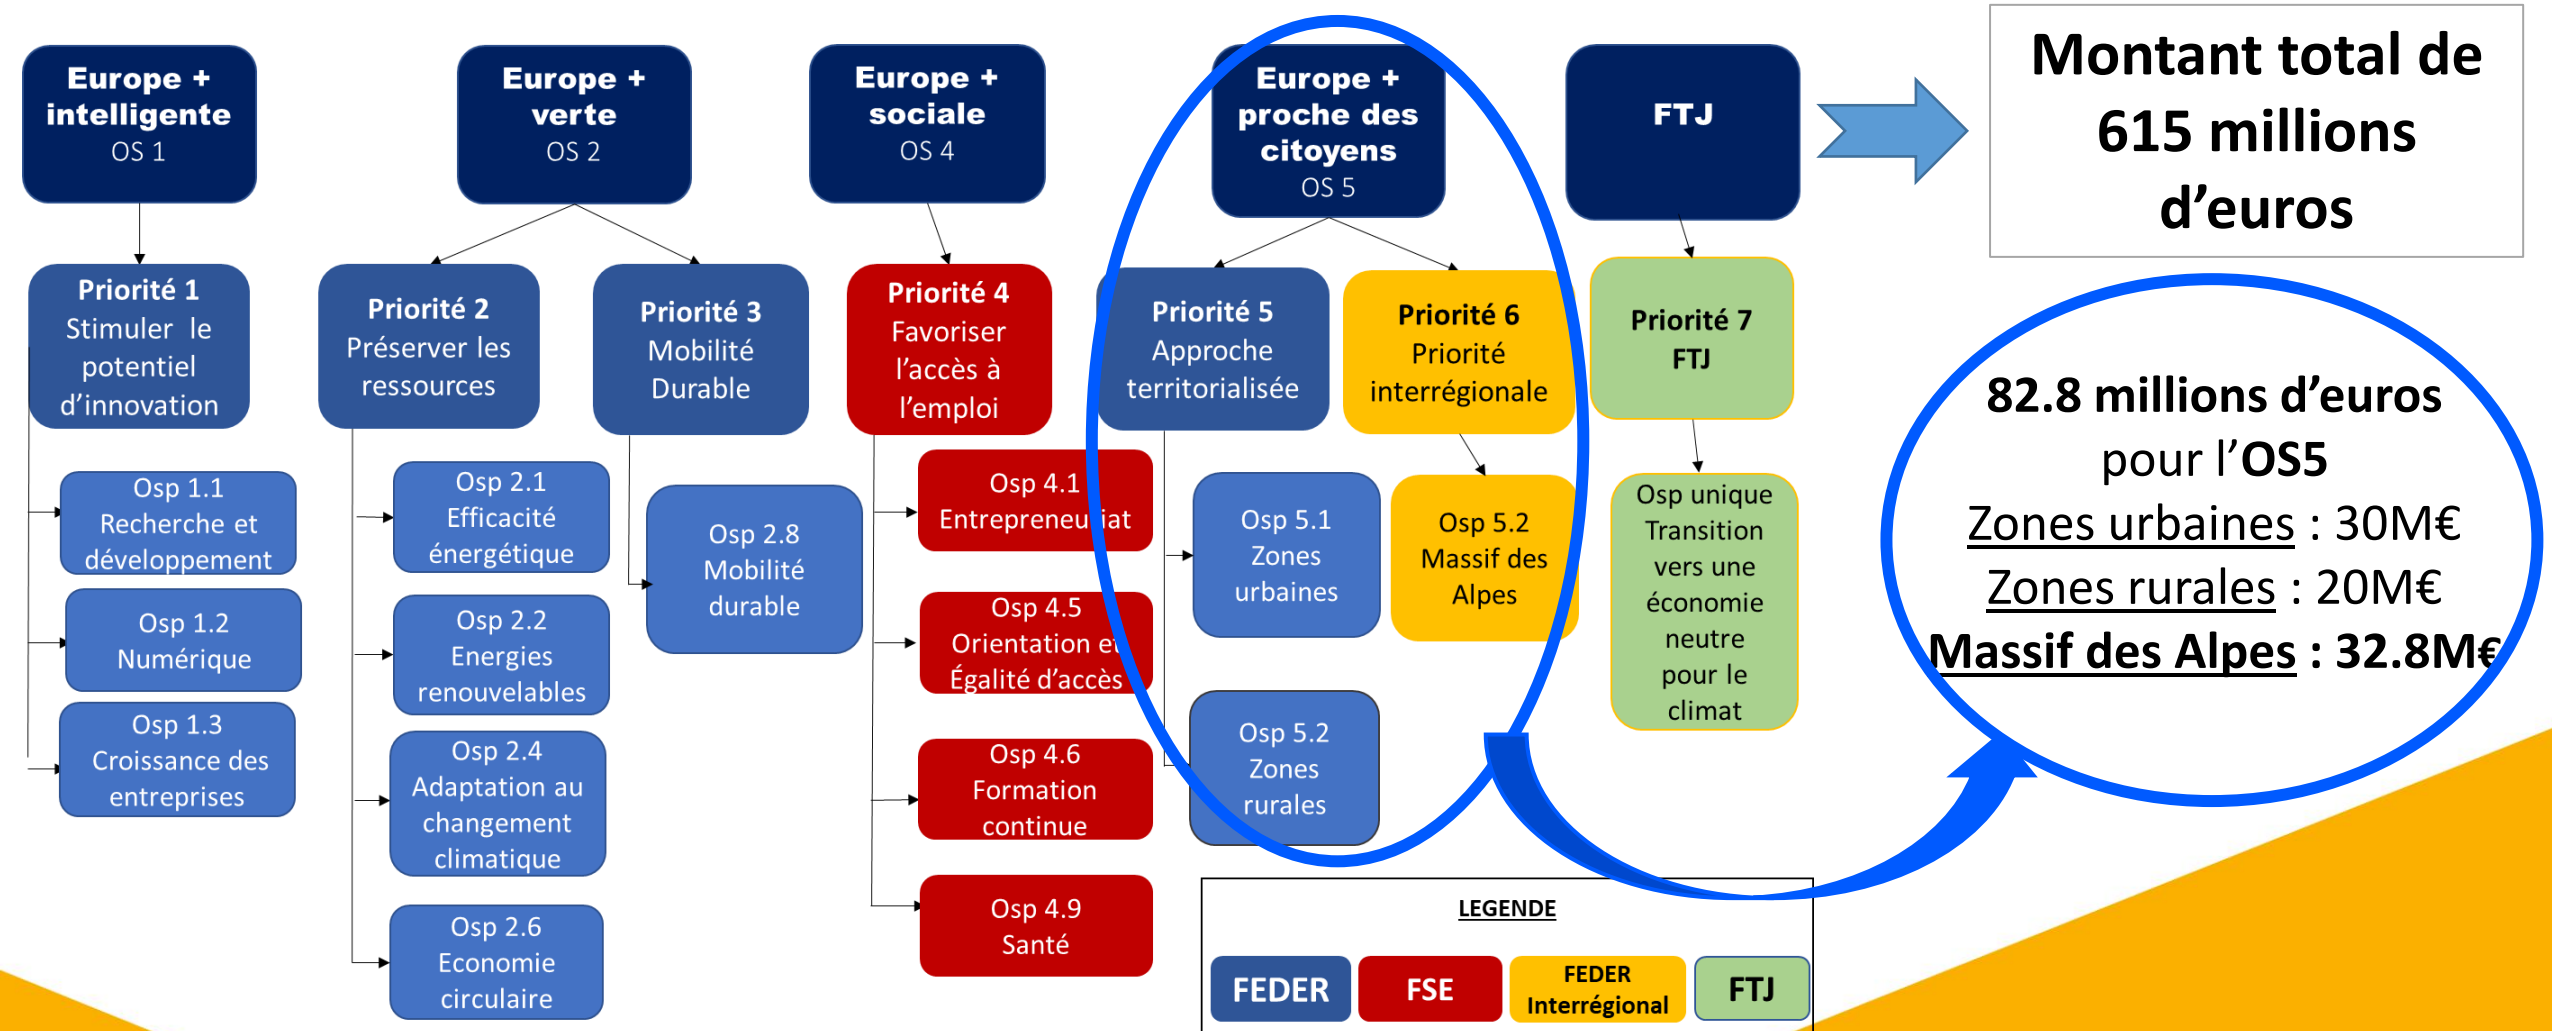 Europe +
intelligente
OS 1
Europe +
verte
OS 2
Europe +
sociale
OS 4
Europe +
proche des
citoyens
OS 5
FTJ
Montant total de
615 millions
d’euros
Priorité 1
Stimuler le
potentiel
d’innovation
Priorité 2
Préserver les
ressources
Priorité 3
Mobilité
Durable
Priorité 4
Favoriser
l’accès à
l’emploi
Priorité 5
Approche
territorialisée
Priorité 6
Priorité
interrégionale
Priorité 7
FTJ
Osp 1.1
Recherche et
développement
Osp 1.2
Numérique
Osp 1.3
Croissance des
entreprises
Osp 2.1
Efficacité
énergétique
Osp 2.2
Energies
renouvelables
Osp 2.4
Adaptation au
changement
climatique
Osp 2.6
Economie
circulaire
Osp 2.8
Mobilité
durable
Osp 4.1
Entrepreneuriat
Osp 4.5
Orientation et
Égalité d’accès
Osp 4.6
Formation
continue
Osp 4.9
Santé
Osp 5.1
Zones
urbaines
Osp 5.2
Zones
rurales
Osp 5.2
Massif des
Alpes
Osp unique
Transition
vers une
économie
neutre
pour le
climat
82.8 millions d’euros
pour l’OS5
Zones urbaines : 30M€
Zones rurales : 20M€
Massif des Alpes : 32.8M€
LEGENDE
FEDER
FSE
FEDER
Interrégional
FTJ